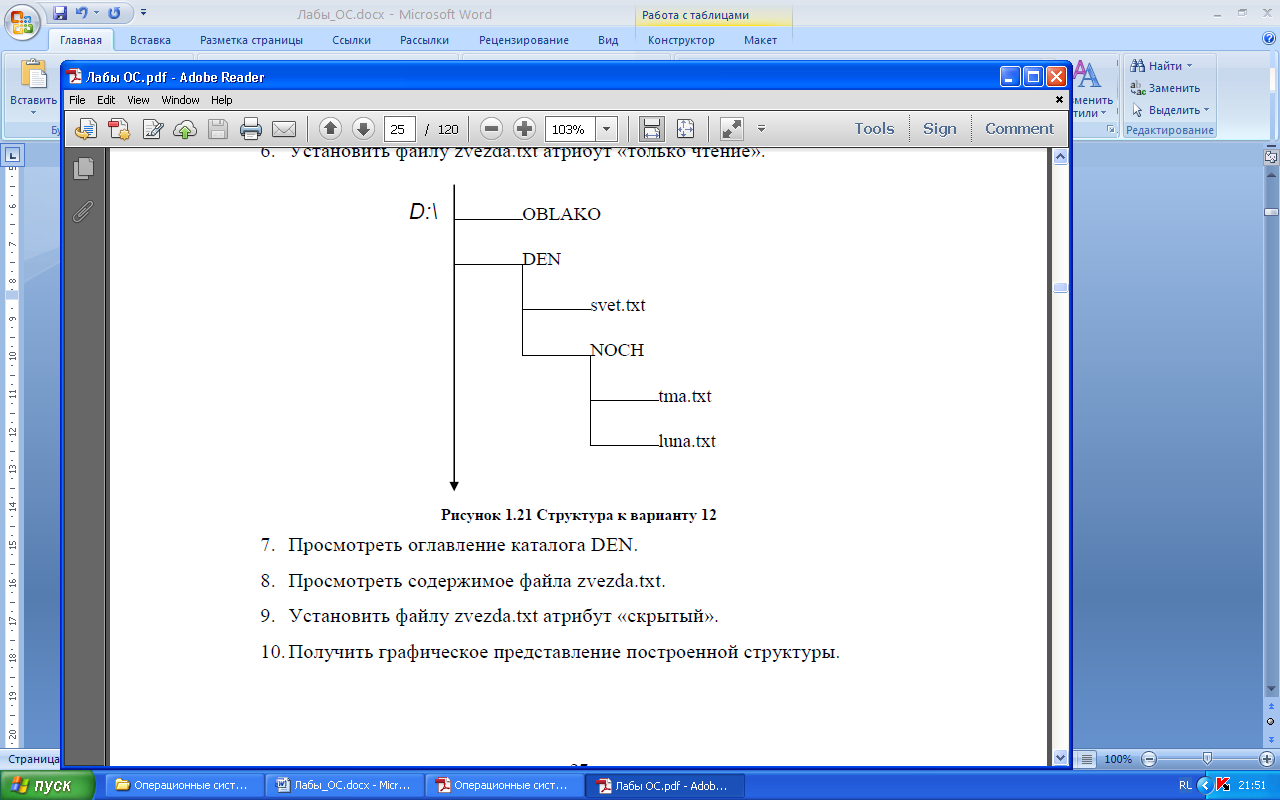 Лабы_ОС.docx - Microsoft Word
Работа с таблицами
Главная Вставка Разметка страницы Ссылки Рассылки Рецензирование Вид Конструктор Макет
Вставить
Найти
Заменить
Выделить
Редактирование
Лабы ОС.pdf - Adobe Reader
File Edit View Window Help
25 / 120 103% Tools Sign Comment
6. Установить файлу zvezda.txt атрибут «только чтение».
D:\
OBLAKO
DEN
svet.txt
NOCH
tma.txt
luna.txt
Рисунок 1.21 Структура к варианту 12
7. Просмотреть оглавление каталога DEN.
8. Просмотреть содержимое файла zvezda.txt.
9. Установить файлу zvezda.txt атрибут «скрытый».
10. Получить графическое представление построенной структуры.
Страница 100%
пуск Операционные сист... Лабы_ОС.docx - Micr... Операционные сист... Лабы ОС.pdf - Adob... RL 21:51